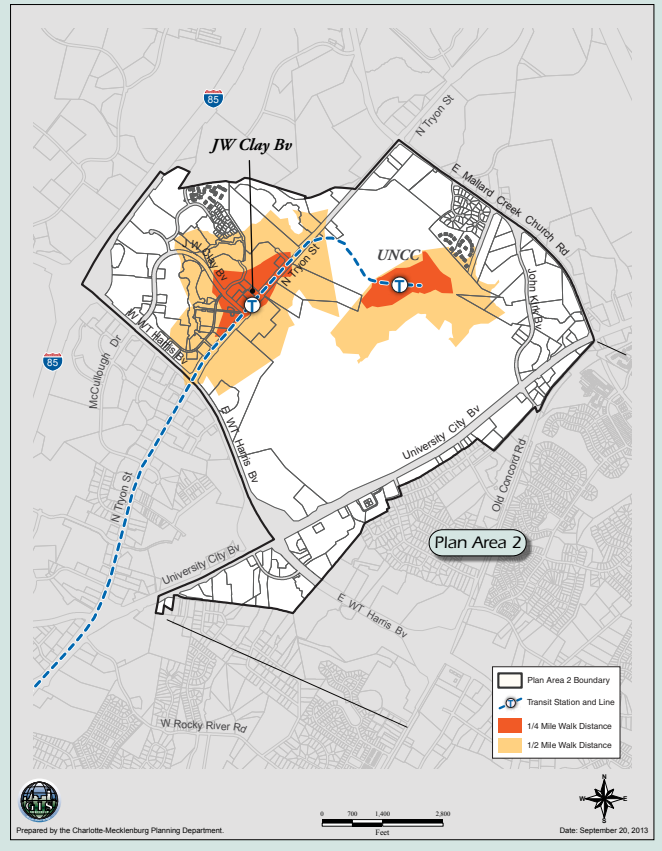 N Tryon St
85
JW Clay Bv
E Mallard Creek Church Rd
J W Clay Bv
N Tryon St
UNCC
T
T
John Kirk Bv
W WT Harris Bv
85
McCullough Dr
E WT Harris Bv
University City Bv
N Tryon St
Old Concord Rd
Plan Area 2
University City Bv
E WT Harris Bv
W Rocky River Rd
Plan Area 2 Boundary
T Transit Station and Line
1/4 Mile Walk Distance
1/2 Mile Walk Distance
GIS
N
W E
S
0 700 1,400 2,800
Feet
Prepared by the Charlotte-Mecklenburg Planning Department.
Date: September 20, 2013